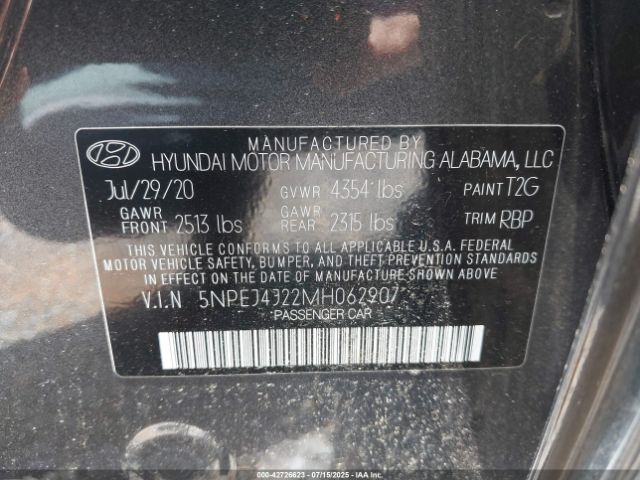 MANUFACTURED BY
HYUNDAI MOTOR MANUFACTURING ALABAMA, LLC
Jul/29/20 GVWR 4354 lbs PAINT T2G
GAWR FRONT 2513 lbs GAWR REAR 2315 lbs TRIM RBP
THIS VEHICLE CONFORMS TO ALL APPLICABLE U.S.A. FEDERAL
MOTOR VEHICLE SAFETY, BUMPER, AND THEFT PREVENTION STANDARDS
IN EFFECT ON THE DATE OF MANUFACTURE SHOWN ABOVE.
V.I.N 5NPEJ4J22MH062907
PASSENGER CAR
000-42726623 07/15/2025 IAA Inc.